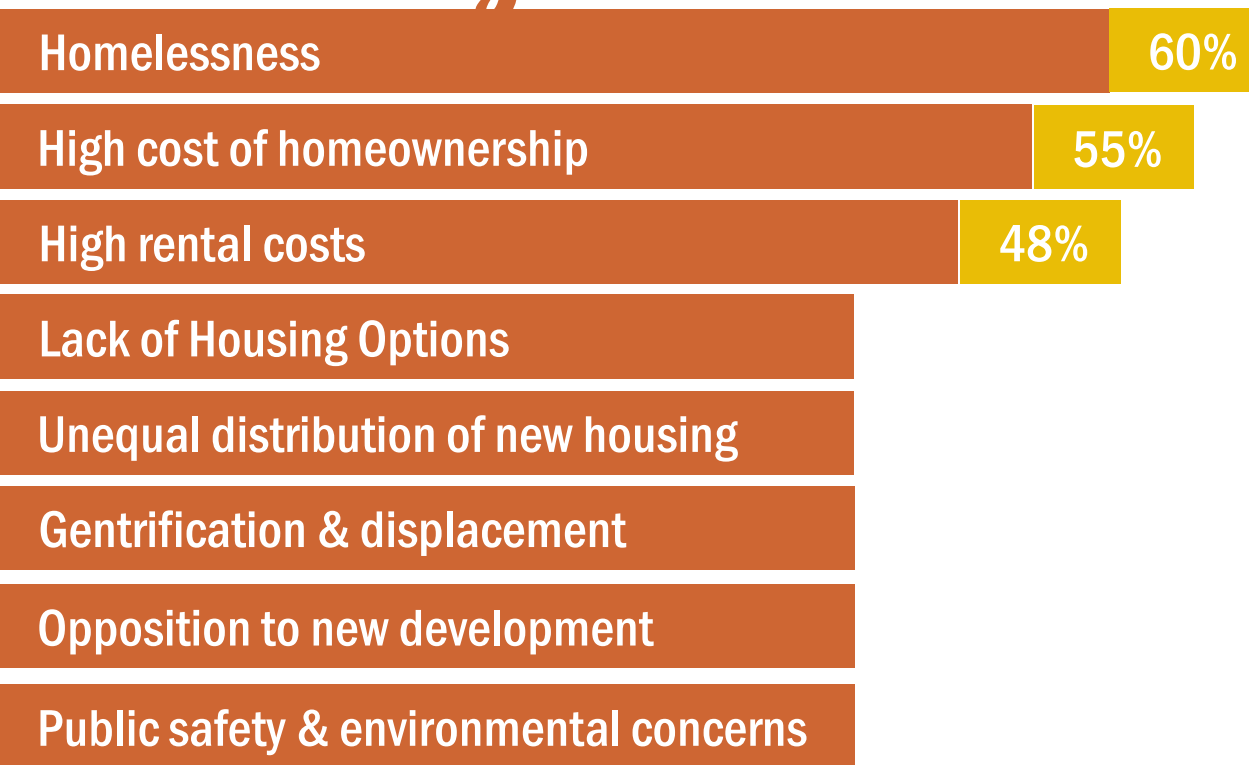 Homelessness 60%
High cost of homeownership 55%
High rental costs 48%
Lack of Housing Options
Unequal distribution of new housing
Gentrification & displacement
Opposition to new development
Public safety & environmental concerns